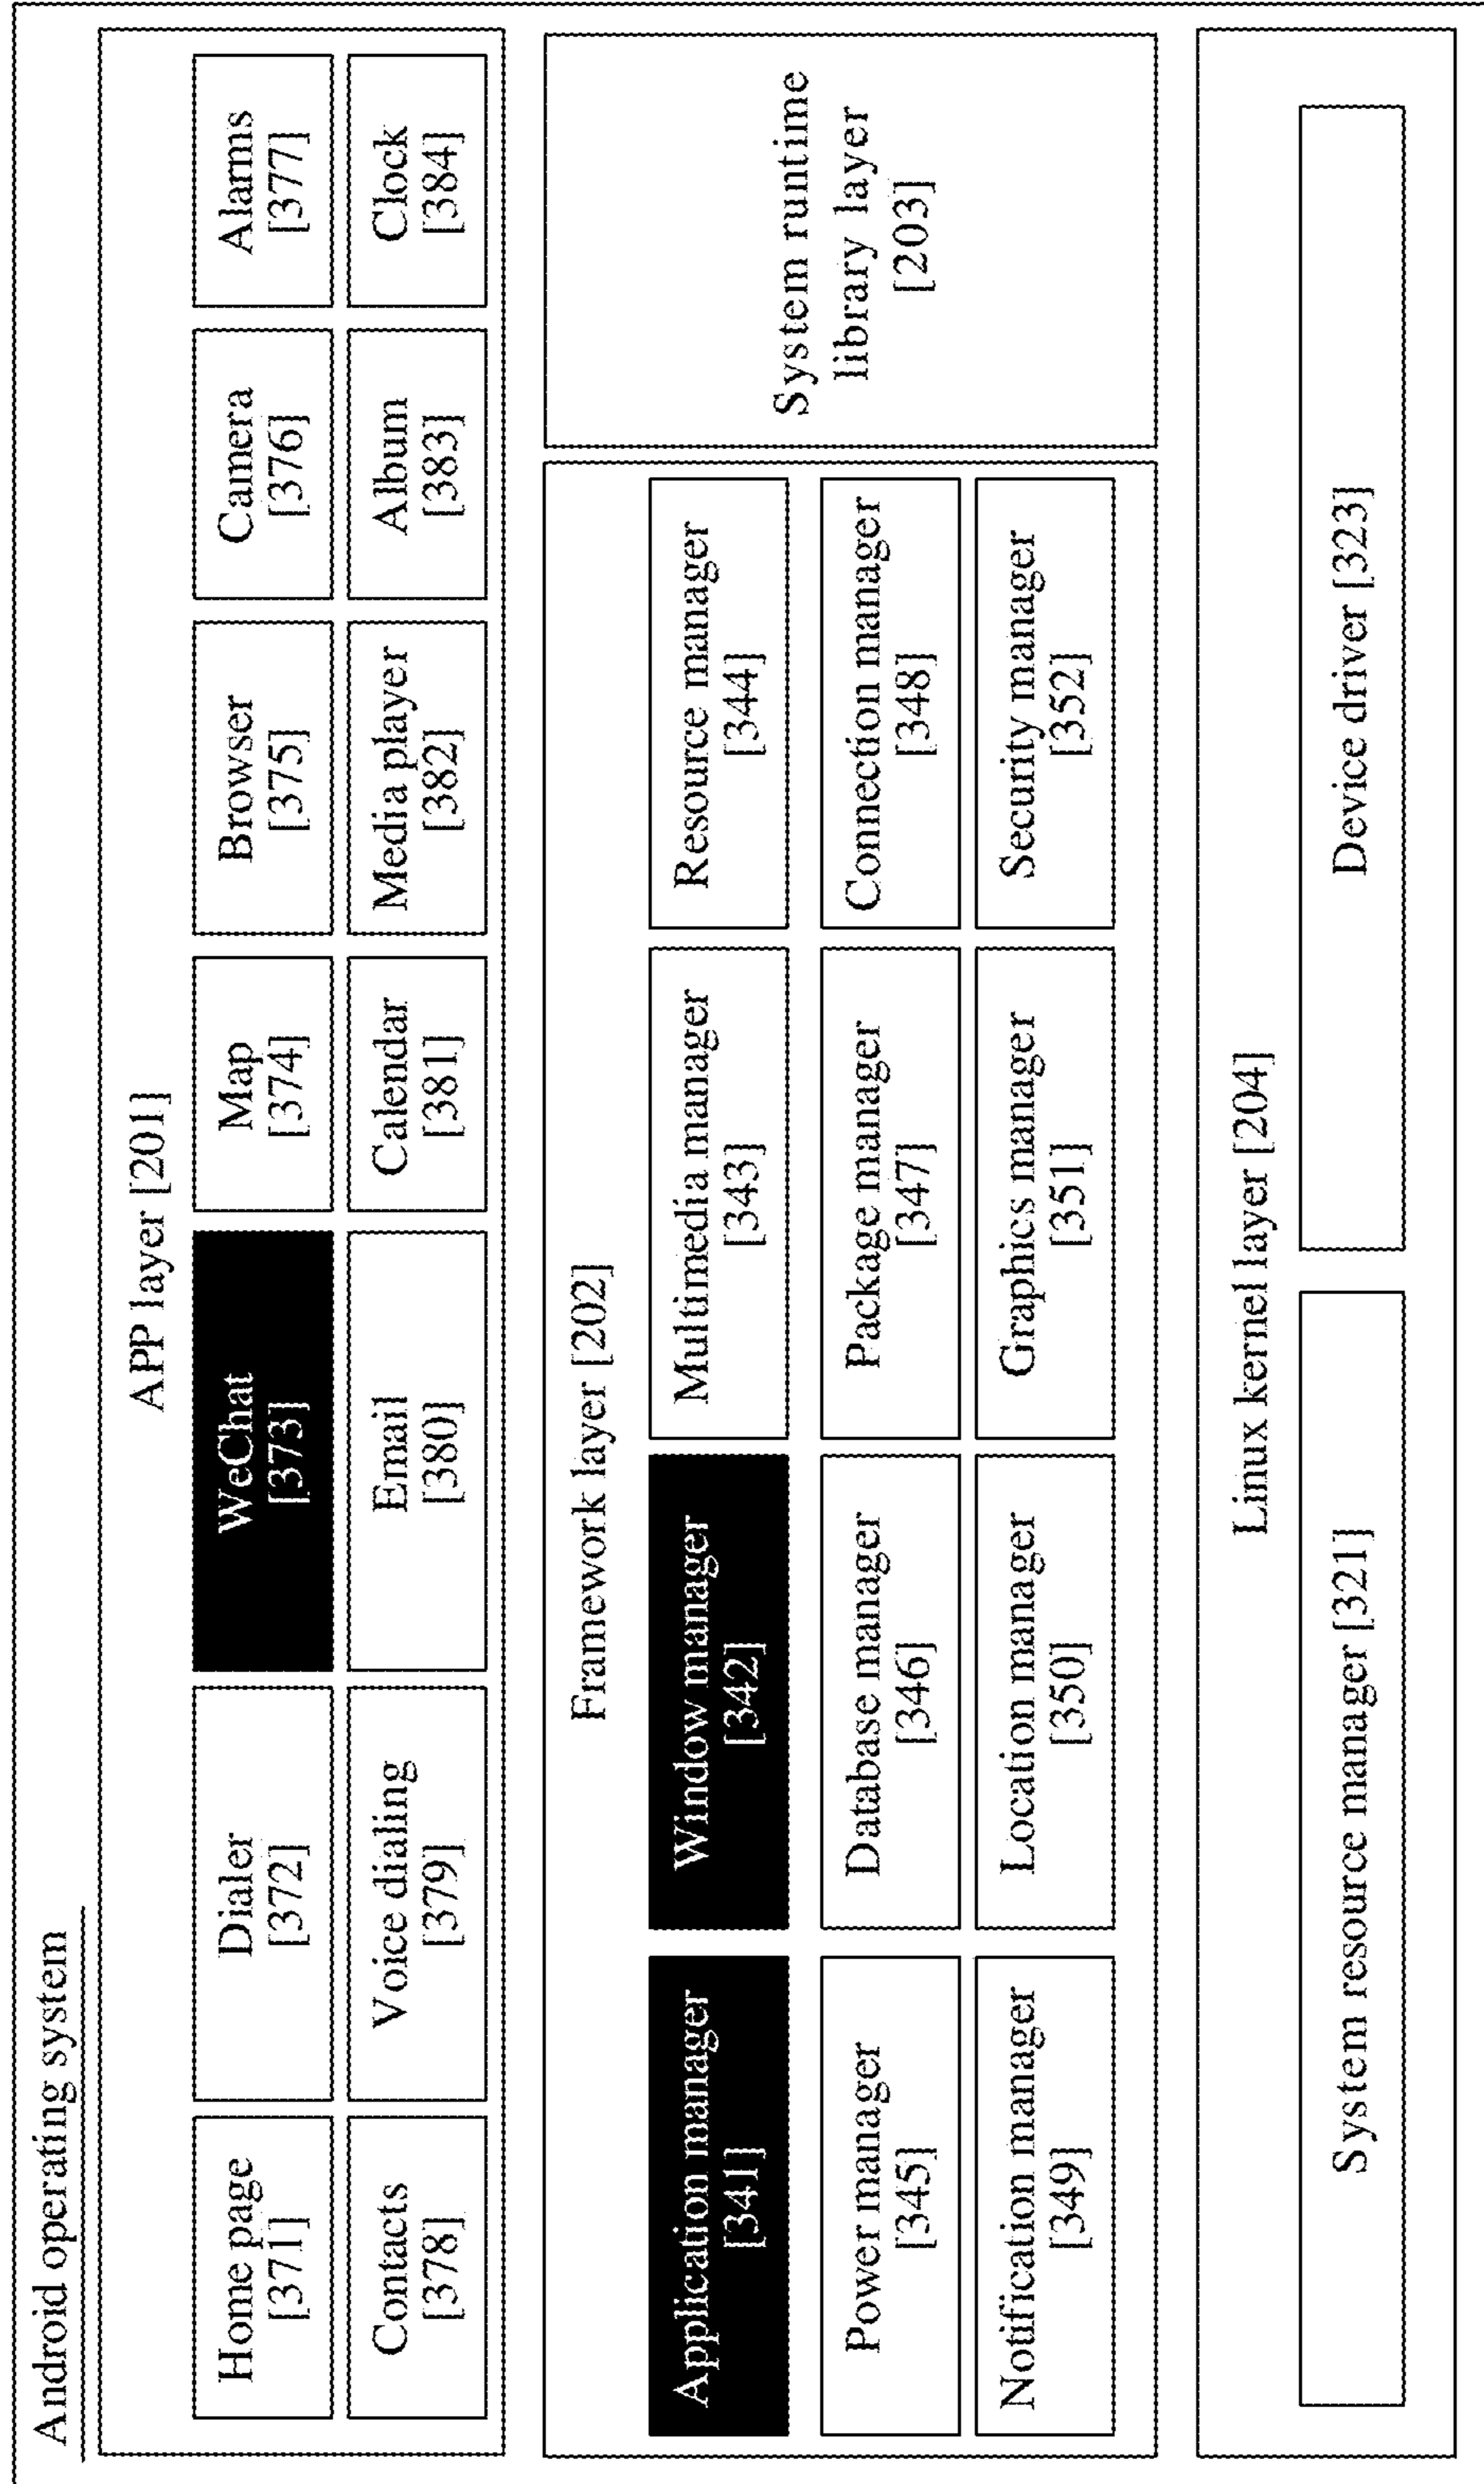 Android operating system
APP layer [201]
Home page
[371]
Dialer
[372]
WeChat
[373]
Map
[374]
Browser
[375]
Camera
[376]
Alarms
[377]
Contacts
[378]
Voice dialing
[379]
Email
[380]
Calendar
[381]
Media player
[382]
Album
[383]
Clock
[384]
Framework layer [202]
Application manager
[341]
Window manager
[342]
Multimedia manager
[343]
Resource manager
[344]
Power manager
[345]
Database manager
[346]
Package manager
[347]
Connection manager
[348]
Notification manager
[349]
Location manager
[350]
Graphics manager
[351]
Security manager
[352]
System runtime
library layer
[203]
Linux kernel layer [204]
System resource manager [321]
Device driver [323]